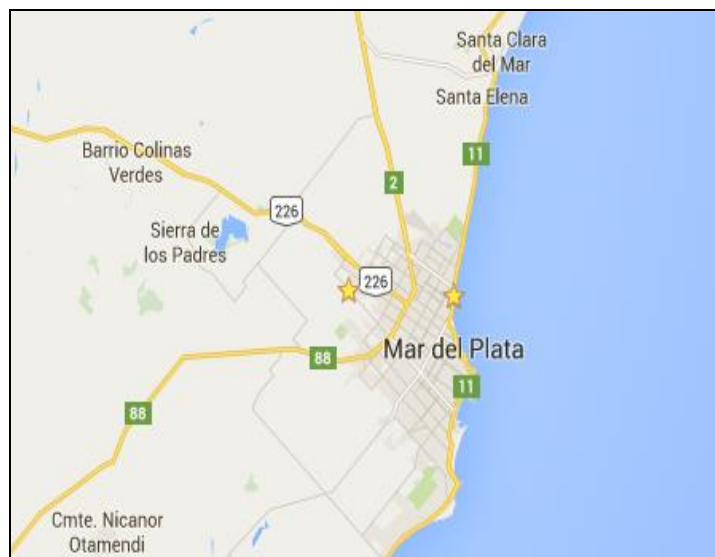 Santa Clara
del Mar
Santa Elena
11
Barrio Colinas
Verdes
2
226
Sierra de
los Padres
226
Mar del Plata
88
11
88
Cmte. Nicanor
Otamendi